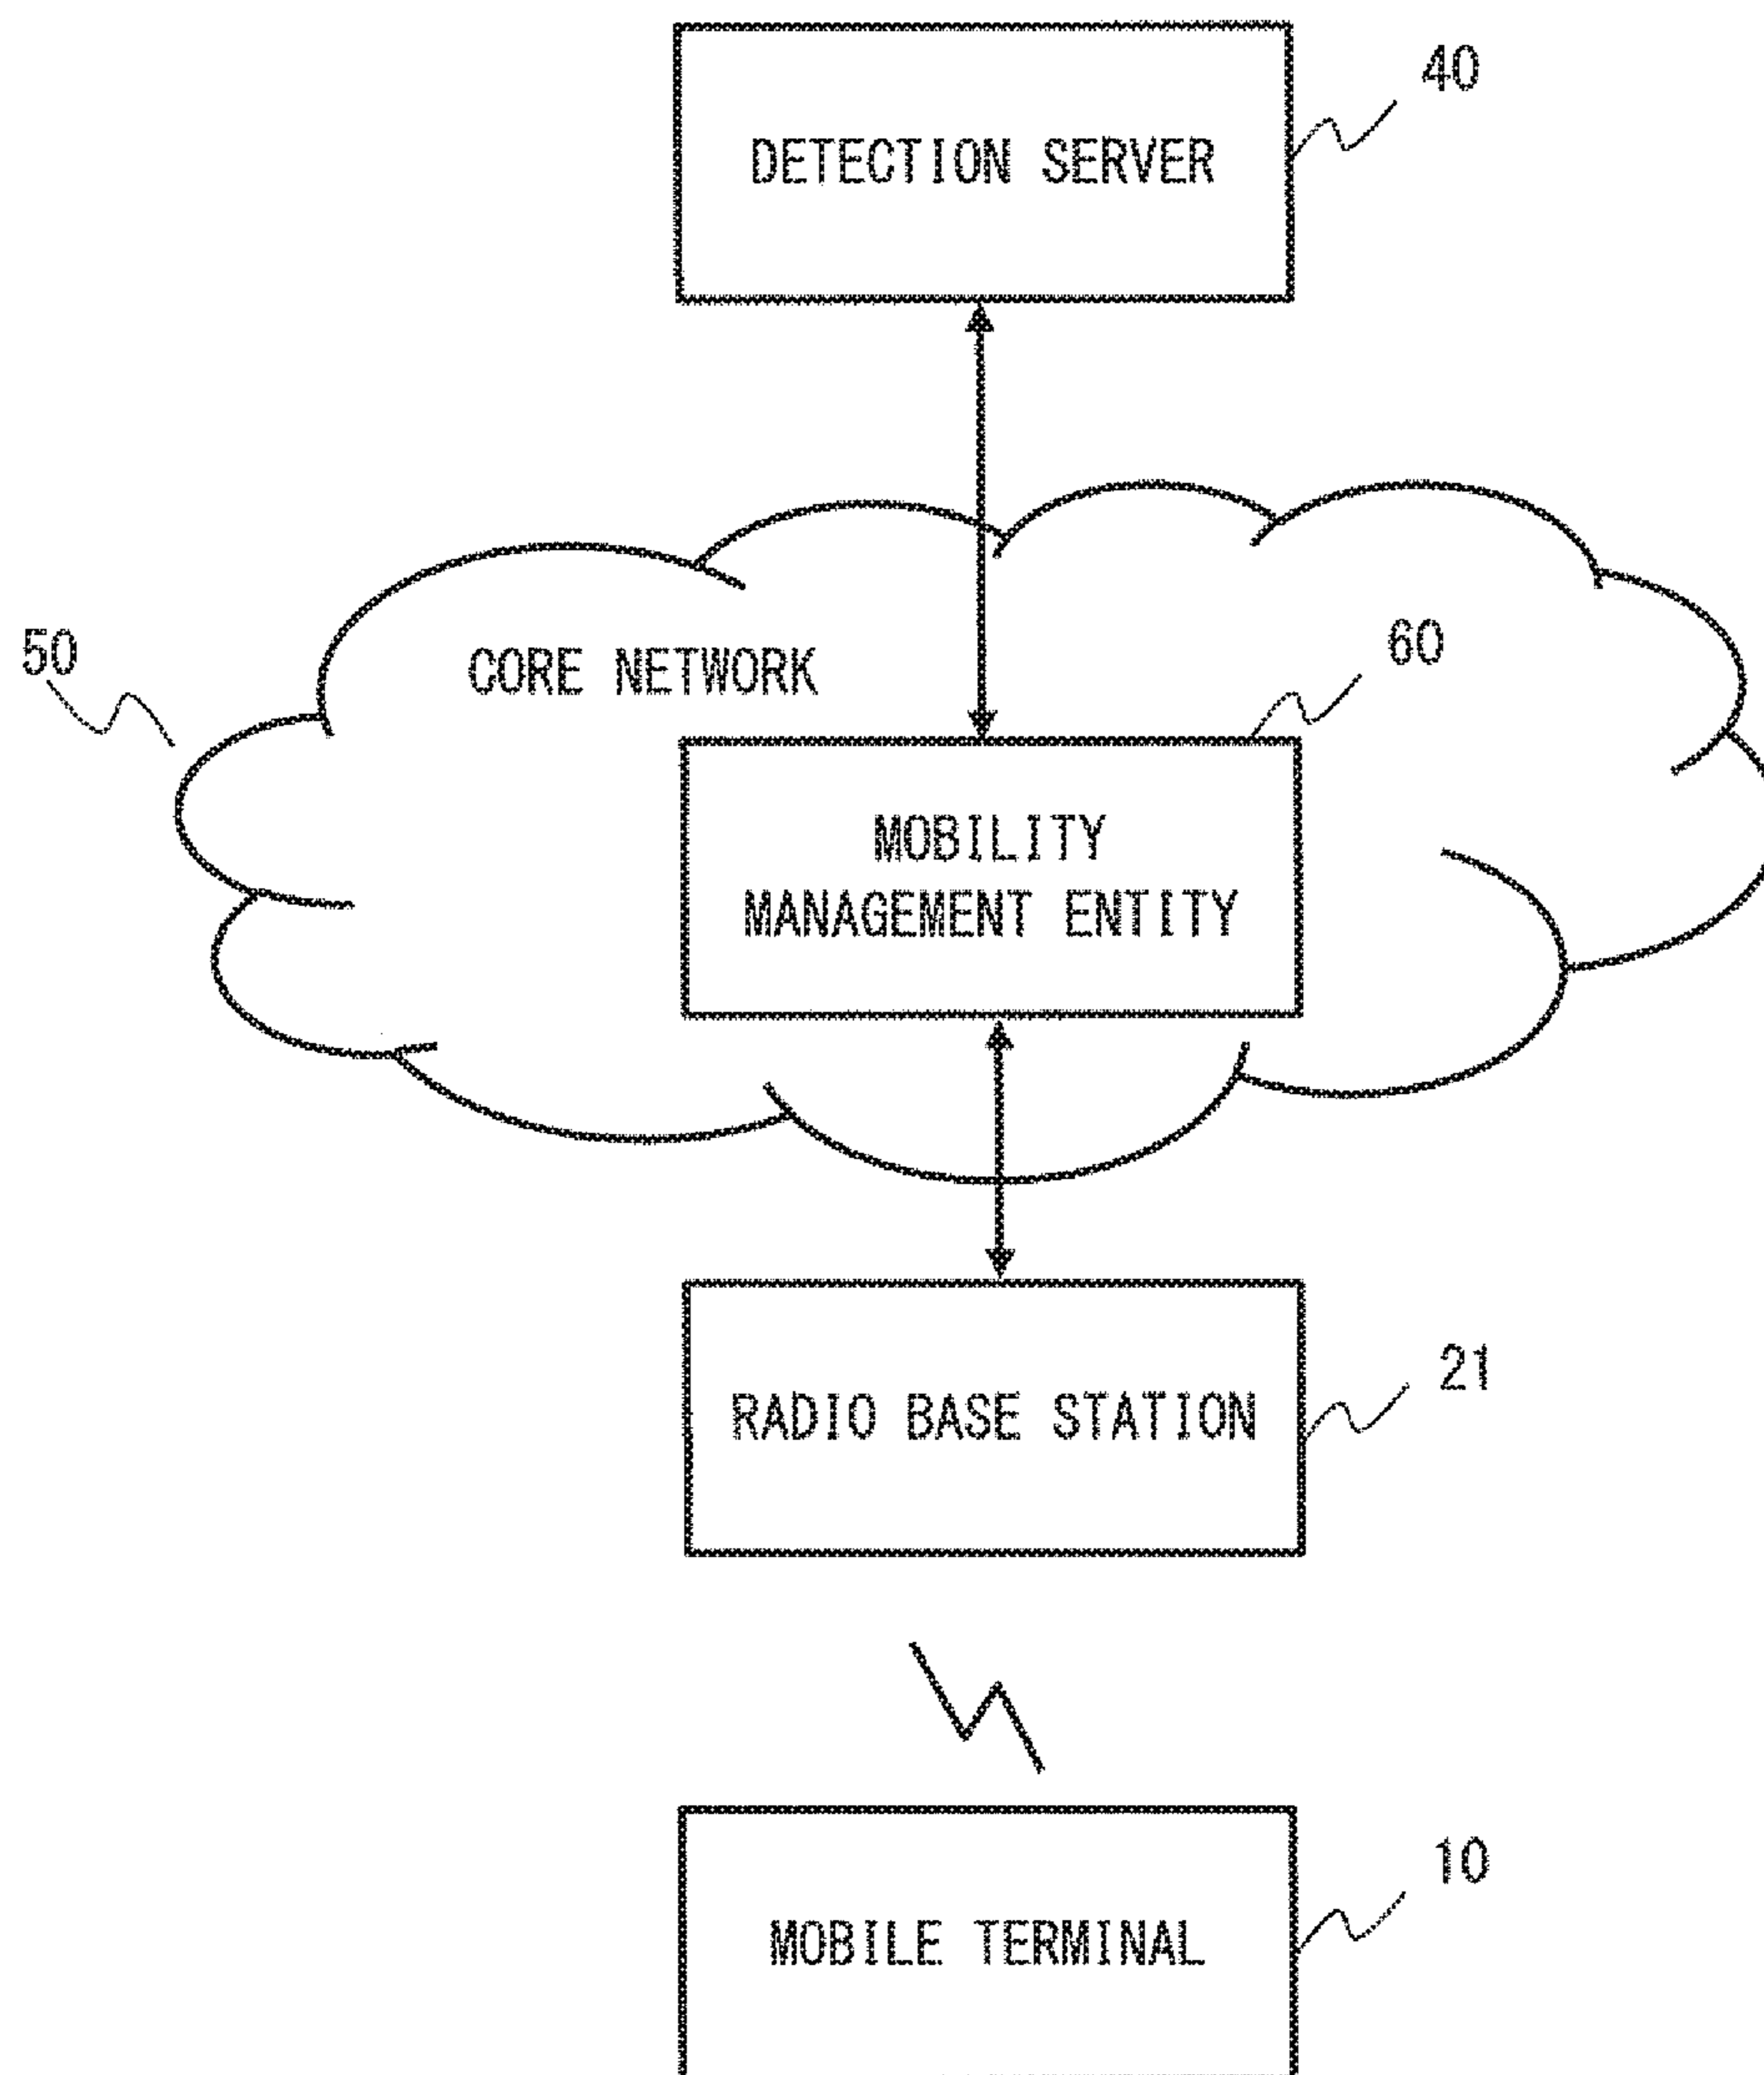 40
DETECTION SERVER
50
CORE NETWORK
60
MOBILITY
MANAGEMENT ENTITY
21
RADIO BASE STATION
10
MOBILE TERMINAL